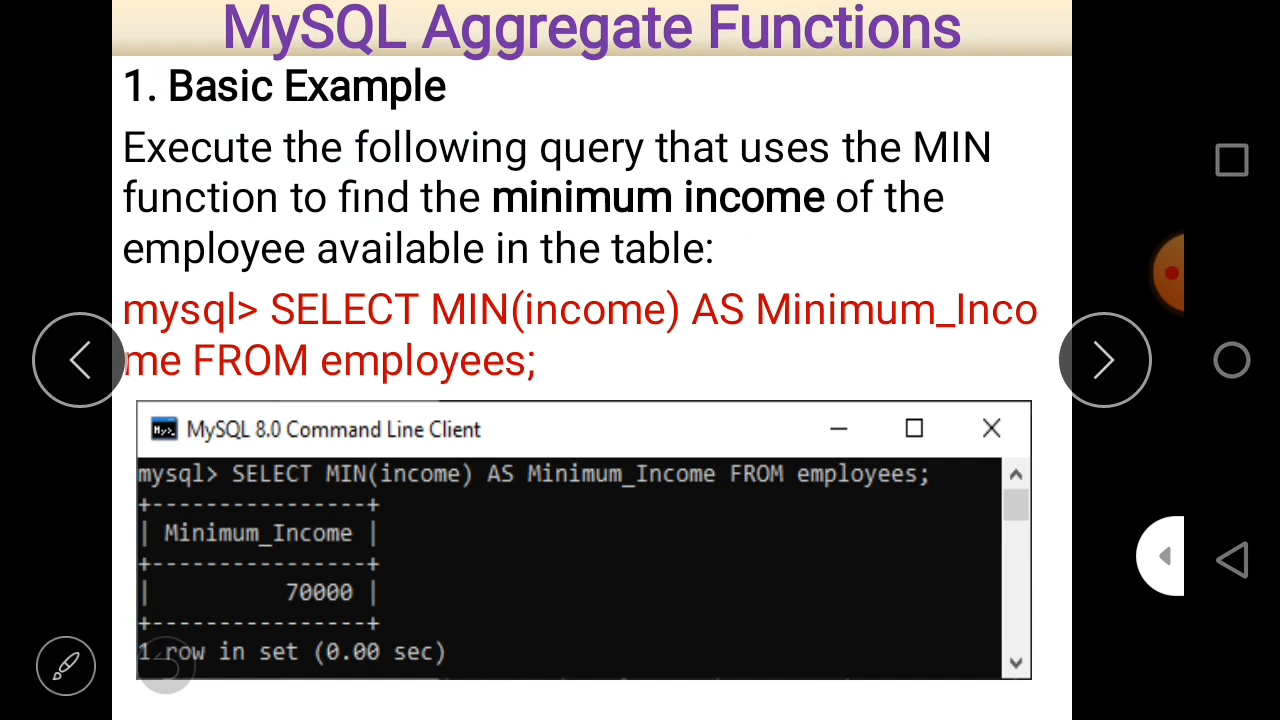 MySQL Aggregate Functions
1. Basic Example
Execute the following query that uses the MIN
function to find the minimum income of the
employee available in the table:
mysql> SELECT MIN(income) AS Minimum_Inco
me FROM employees;
MySQL 8.0 Command Line Client
mysql> SELECT MIN(income) AS Minimum_Income FROM employees;
+----------------+
| Minimum_Income |
+----------------+
|          70000 |
+----------------+
1 row in set (0.00 sec)